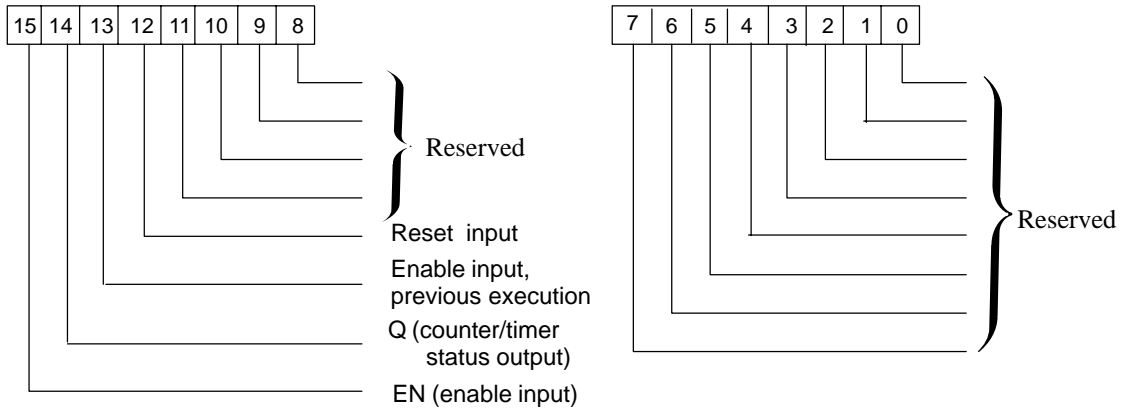 15 14 13 12 11 10 9 8
7 6 5 4 3 2 1 0
Reserved
Reset input
Enable input,
previous execution
Q (counter/timer
status output)
EN (enable input)
Reserved